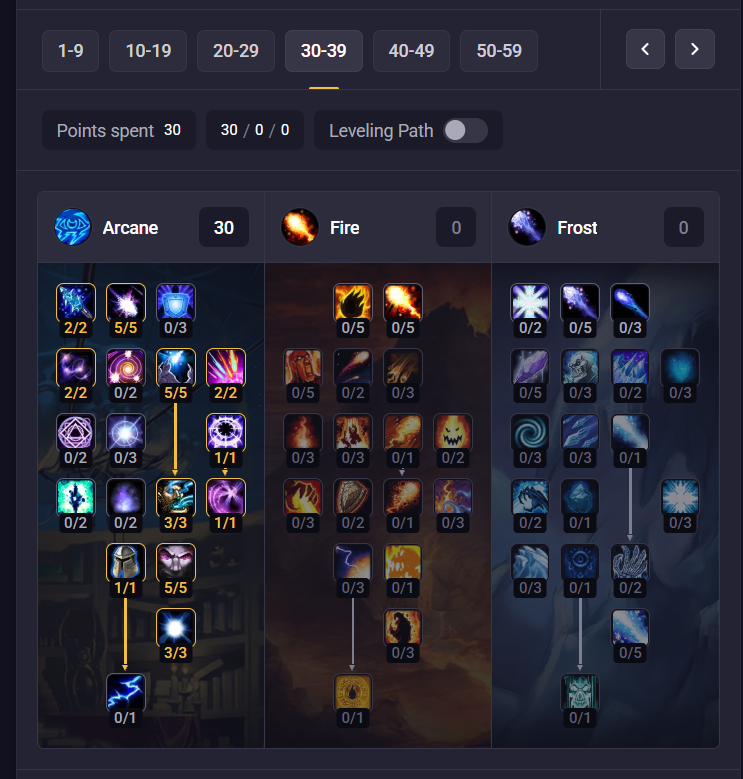 1-9 10-19 20-29 30-39 40-49 50-59
Points spent 30 30 / 0 / 0 Leveling Path
Arcane 30 Fire 0 Frost 0
2/2 5/5 0/3 0/5 0/5 0/2 0/5 0/3
2/2 0/2 5/5 2/2 0/5 0/2 0/3 0/5 0/3 0/2 0/3
0/2 0/3 1/1 0/3 0/3 0/1 0/2 0/3 0/3 0/1
0/2 0/2 3/3 1/1 0/3 0/2 0/1 0/3 0/2 0/1 0/3
1/1 5/5 0/3 0/1 0/3 0/1 0/2
3/3 0/3 0/5
0/1 0/1 0/1